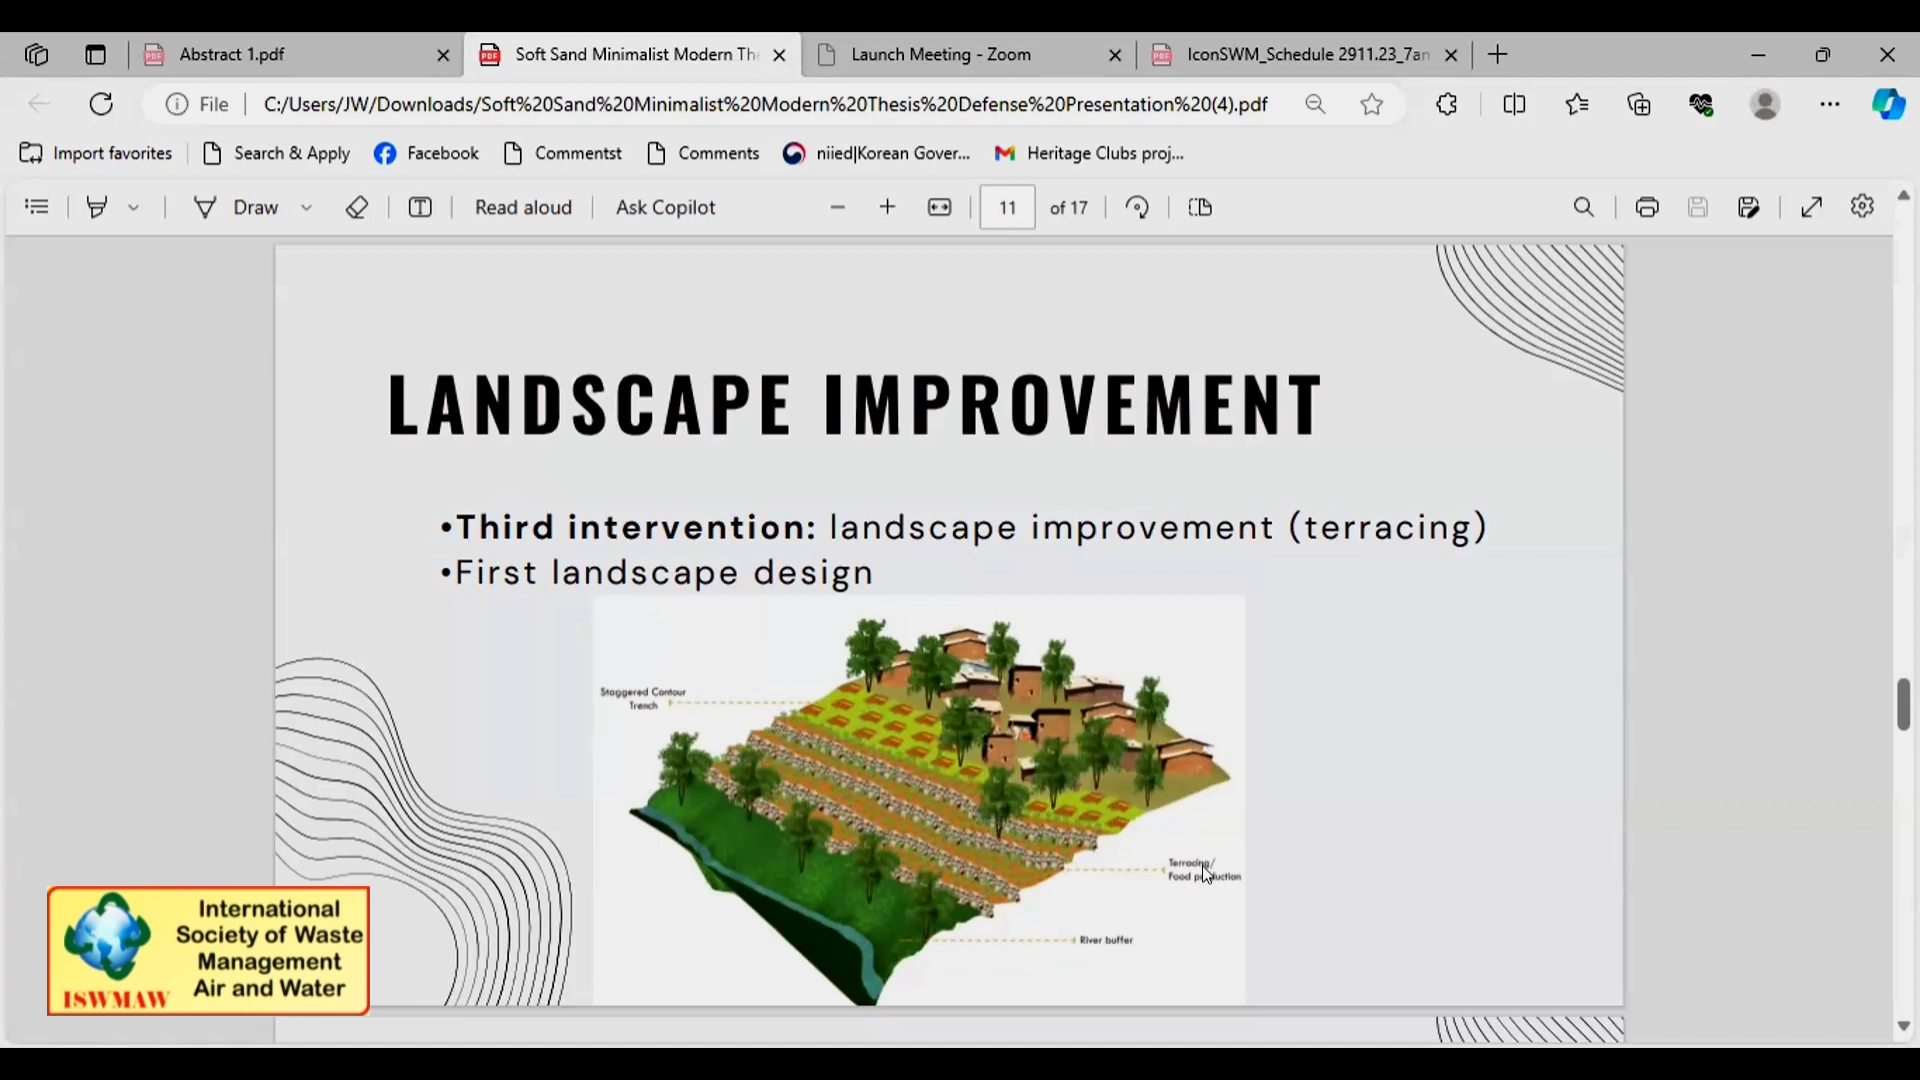 Abstract 1.pdf
Soft Sand Minimalist Modern The
Launch Meeting - Zoom
IconSWM_Schedule 2911.23_7an
File
C:/Users/JW/Downloads/Soft%20Sand%20Minimalist%20Modern%20Thesis%20Defense%20Presentation%20(4).pdf
Import favorites
Search & Apply
Facebook
Commentst
Comments
niied|Korean Gover...
Heritage Clubs proj...
Draw
Read aloud
Ask Copilot
11
of 17
LANDSCAPE IMPROVEMENT
•Third intervention: landscape improvement (terracing)
•First landscape design
Staggered Contour
Trench
Terracing/
Food production
River buffer
International
Society of Waste
Management
Air and Water
ISWMAW